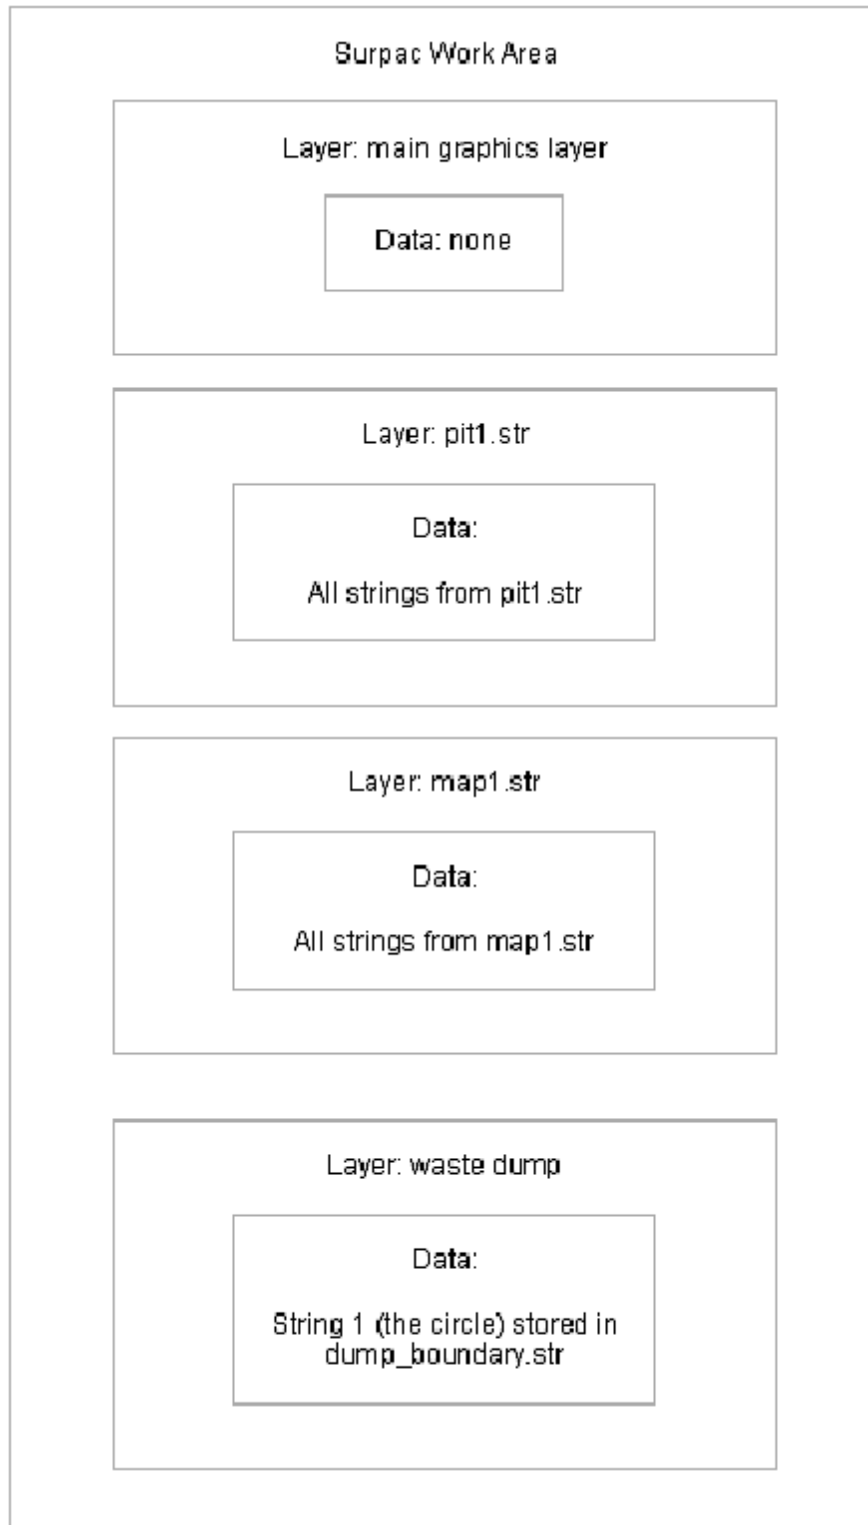 Surpac Work Area
Layer: main graphics layer
Data: none
Layer: pit1.str
Data:
All strings from pit1.str
Layer: map1.str
Data:
All strings from map1.str
Layer: waste dump
Data:
String 1 (the circle) stored in
dump_boundary.str